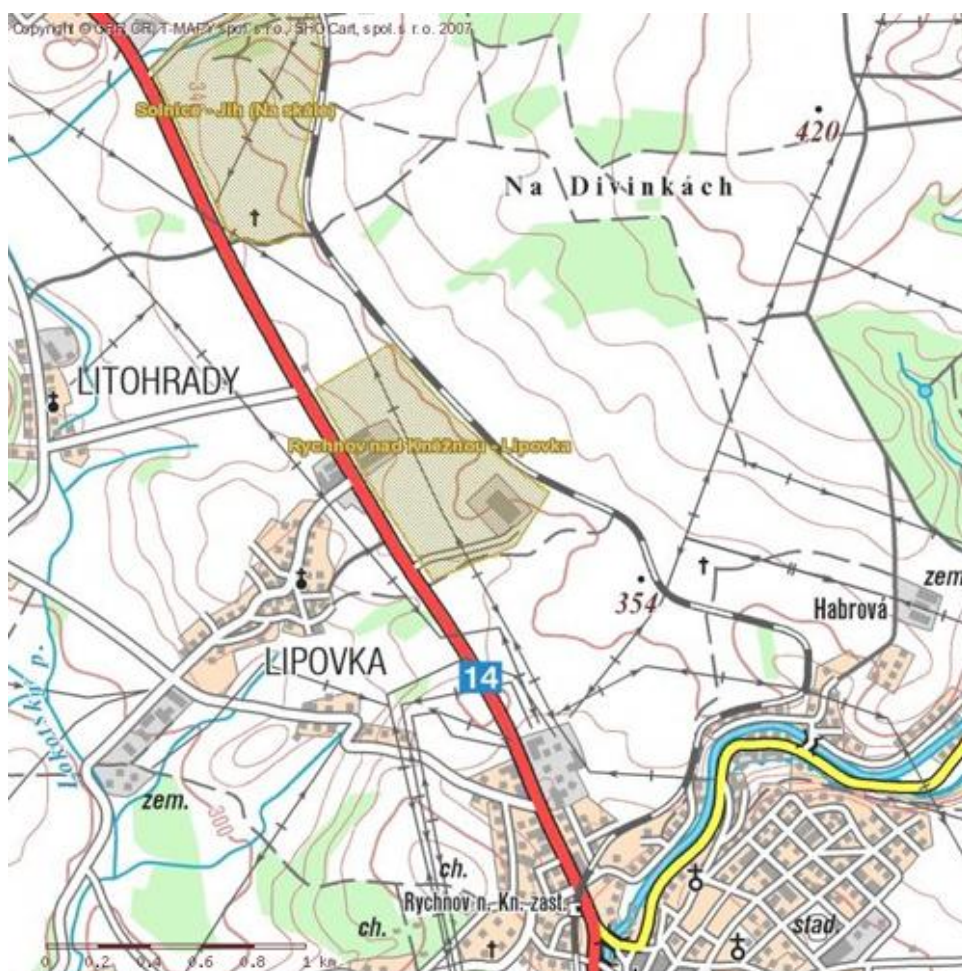 Copyright © GEPRO, T-MAPY spol. s r.o., SHOCart, spol. s r. o. 2007
Solnice - Jih (Na skále)
420
Na Divinkách
LITOHRADY
Rychnov nad Kněžnou - Lipovka
354
zem.
Habrová
LIPOVKA
14
Lokotský p.
zem.
300
ch.
Rychnov n. Kn. zast.
ch.
stad.
0 0.2 0.4 0.6 0.8 1 km